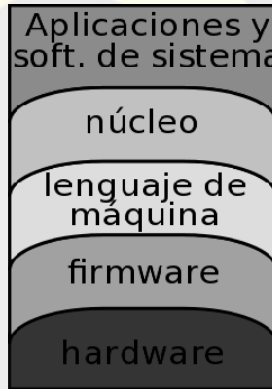 Aplicaciones y
soft. de sistema
núcleo
lenguaje de
máquina
firmware
hardware